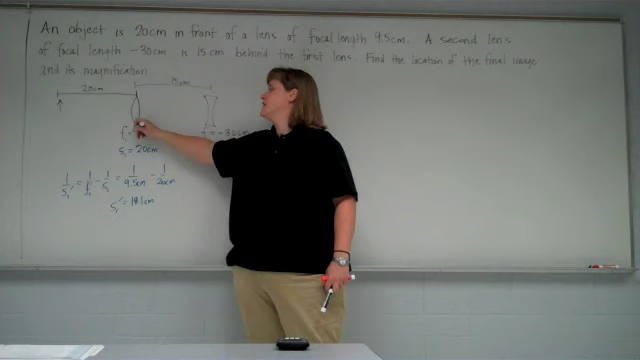 An object is 20cm in front of a lens of focal length 9.5cm. A second lens
of focal length -30cm is 15cm behind the first lens. Find the location of the final image
and its magnification
20cm
15cm
f=
f = -30cm
S₁ = 20cm
1/S₁' = 1/f₁ - 1/S₁ = 1/9.5cm - 1/20cm
S₁' = 18.1cm